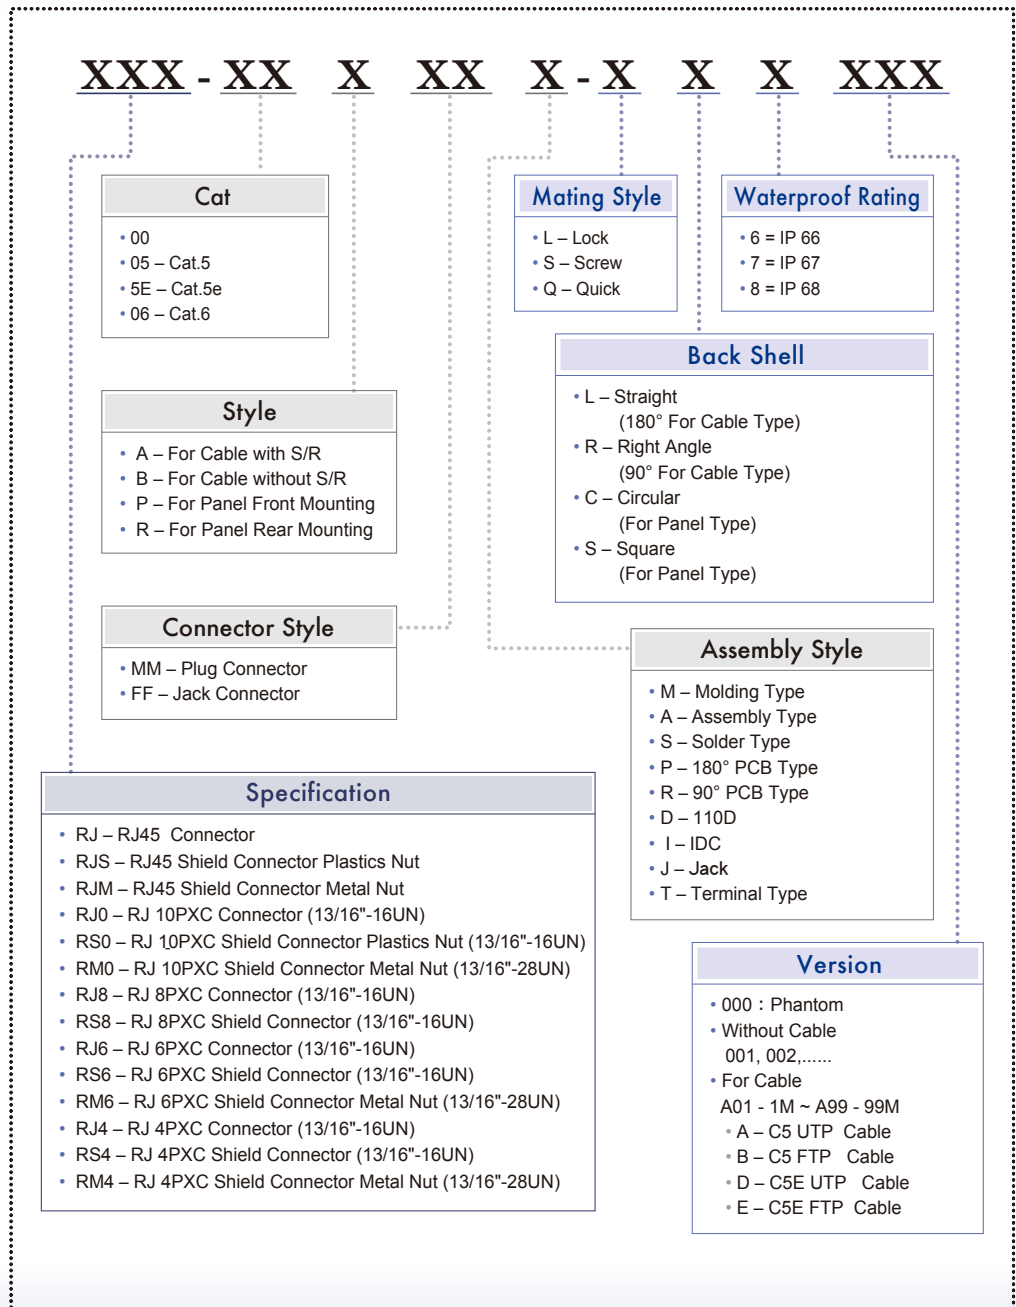 XXX - XX X XX X - X X X XXX
Cat
• 00
• 05 – Cat.5
• 5E – Cat.5e
• 06 – Cat.6
Mating Style
• L – Lock
• S – Screw
• Q – Quick
Waterproof Rating
• 6 = IP 66
• 7 = IP 67
• 8 = IP 68
Back Shell
• L – Straight
(180° For Cable Type)
• R – Right Angle
(90° For Cable Type)
• C – Circular
(For Panel Type)
• S – Square
(For Panel Type)
Style
• A – For Cable with S/R
• B – For Cable without S/R
• P – For Panel Front Mounting
• R – For Panel Rear Mounting
Connector Style
• MM – Plug Connector
• FF – Jack Connector
Assembly Style
• M – Molding Type
• A – Assembly Type
• S – Solder Type
• P – 180° PCB Type
• R – 90° PCB Type
• D – 110D
• I – IDC
• J – Jack
• T – Terminal Type
Specification
• RJ – RJ45 Connector
• RJS – RJ45 Shield Connector Plastics Nut
• RJM – RJ45 Shield Connector Metal Nut
• RJ0 – RJ 10PXC Connector (13/16"-16UN)
• RS0 – RJ 10PXC Shield Connector Plastics Nut (13/16"-16UN)
• RM0 – RJ 10PXC Shield Connector Metal Nut (13/16"-28UN)
• RJ8 – RJ 8PXC Connector (13/16"-16UN)
• RS8 – RJ 8PXC Shield Connector (13/16"-16UN)
• RJ6 – RJ 6PXC Connector (13/16"-16UN)
• RS6 – RJ 6PXC Shield Connector (13/16"-16UN)
• RM6 – RJ 6PXC Shield Connector Metal Nut (13/16"-28UN)
• RJ4 – RJ 4PXC Connector (13/16"-16UN)
• RS4 – RJ 4PXC Shield Connector (13/16"-16UN)
• RM4 – RJ 4PXC Shield Connector Metal Nut (13/16"-28UN)
Version
• 000 : Phantom
• Without Cable
001, 002,......
• For Cable
A01 - 1M ~ A99 - 99M
• A – C5 UTP Cable
• B – C5 FTP Cable
• D – C5E UTP Cable
• E – C5E FTP Cable